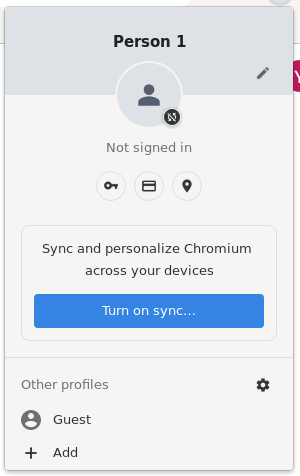 Person 1
Not signed in
Sync and personalize Chromium
across your devices
Turn on sync...
Other profiles
Guest
Add